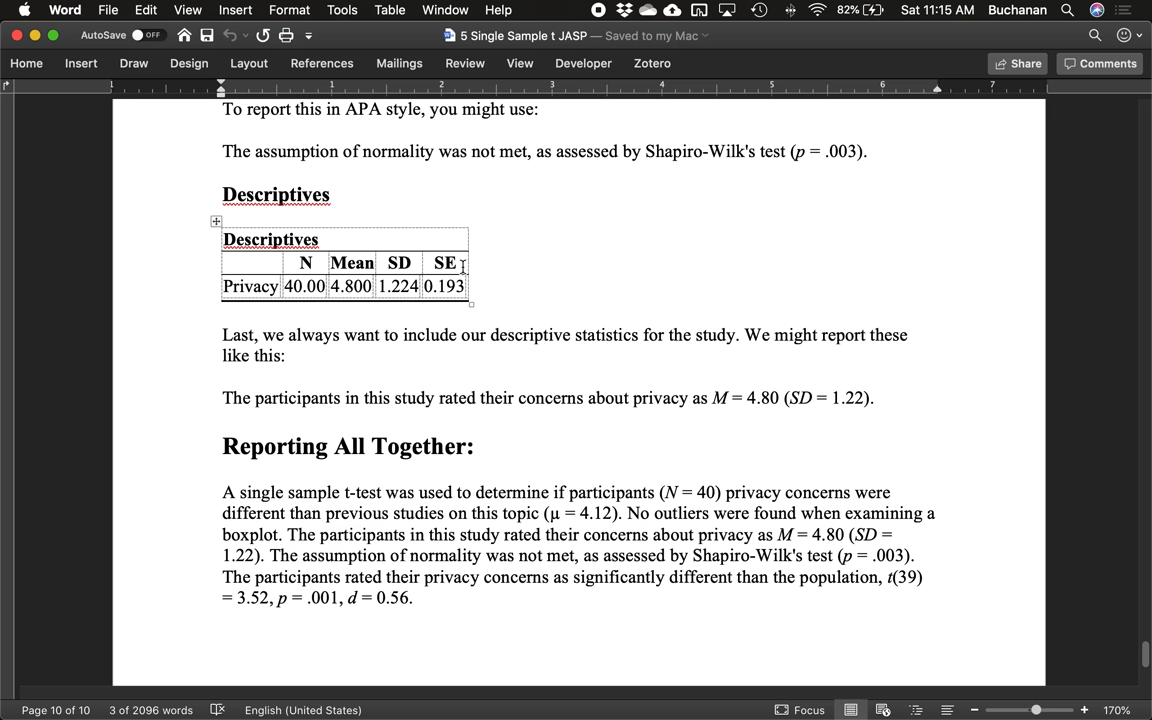 Word File Edit View Insert Format Tools Table Window Help 82% Sat 11:15 AM Buchanan
AutoSave OFF 5 Single Sample t JASP — Saved to my Mac
Home Insert Draw Design Layout References Mailings Review View Developer Zotero Share Comments
1 1 2 3 4 5 6 7
To report this in APA style, you might use:
The assumption of normality was not met, as assessed by Shapiro-Wilk's test (p = .003).
Descriptives
Descriptives
N Mean SD SE
Privacy 40.00 4.800 1.224 0.193
Last, we always want to include our descriptive statistics for the study. We might report these
like this:
The participants in this study rated their concerns about privacy as M = 4.80 (SD = 1.22).
Reporting All Together:
A single sample t-test was used to determine if participants (N = 40) privacy concerns were
different than previous studies on this topic (μ = 4.12). No outliers were found when examining a
boxplot. The participants in this study rated their concerns about privacy as M = 4.80 (SD =
1.22). The assumption of normality was not met, as assessed by Shapiro-Wilk's test (p = .003).
The participants rated their privacy concerns as significantly different than the population, t(39)
= 3.52, p = .001, d = 0.56.
Page 10 of 10 3 of 2096 words English (United States) Focus 170%